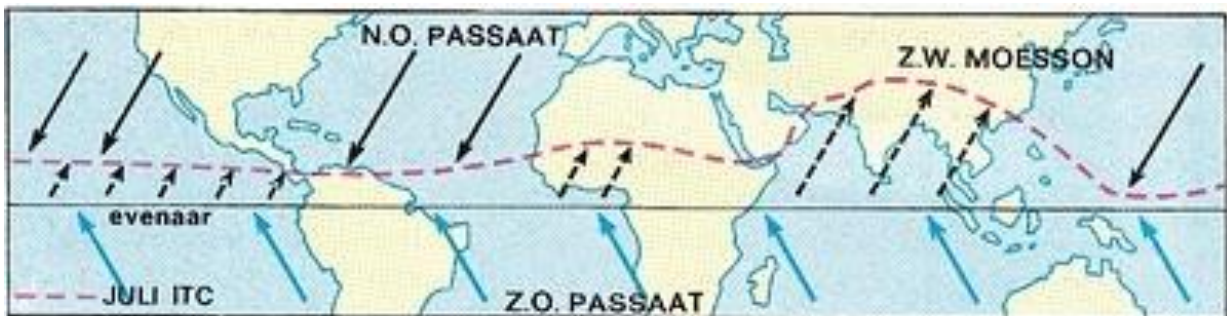 N.O. PASSAAT
Z.W. MOESSON
evenaar
JULI ITC
Z.O. PASSAAT